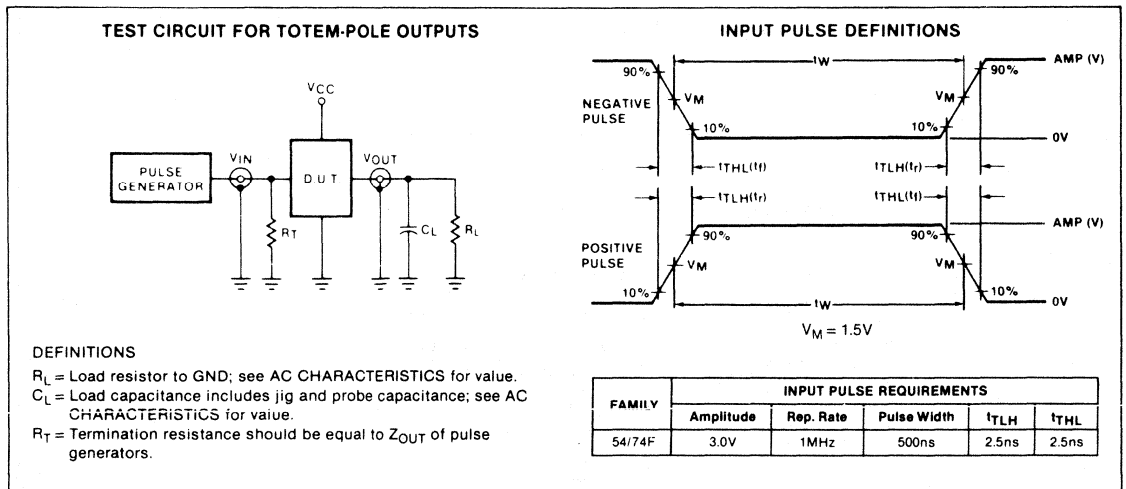 TEST CIRCUIT FOR TOTEM-POLE OUTPUTS
VCC
PULSE
GENERATOR
VIN
D.U.T
VOUT
RT
CL
RL
DEFINITIONS
RL = Load resistor to GND; see AC CHARACTERISTICS for value.
CL = Load capacitance includes jig and probe capacitance; see AC
CHARACTERISTICS for value.
RT = Termination resistance should be equal to ZOUT of pulse
generators.
INPUT PULSE DEFINITIONS
tW
AMP (V)
90%
90%
NEGATIVE
PULSE
VM
VM
10%
10%
0V
tTHL(tf)
tTLH(tr)
tTLH(tr)
tTHL(tf)
AMP (V)
90%
90%
POSITIVE
PULSE
VM
VM
10%
10%
tW
0V
VM = 1.5V
FAMILY
INPUT PULSE REQUIREMENTS
Amplitude Rep. Rate Pulse Width tTLH tTHL
54/74F 3.0V 1MHz 500ns 2.5ns 2.5ns